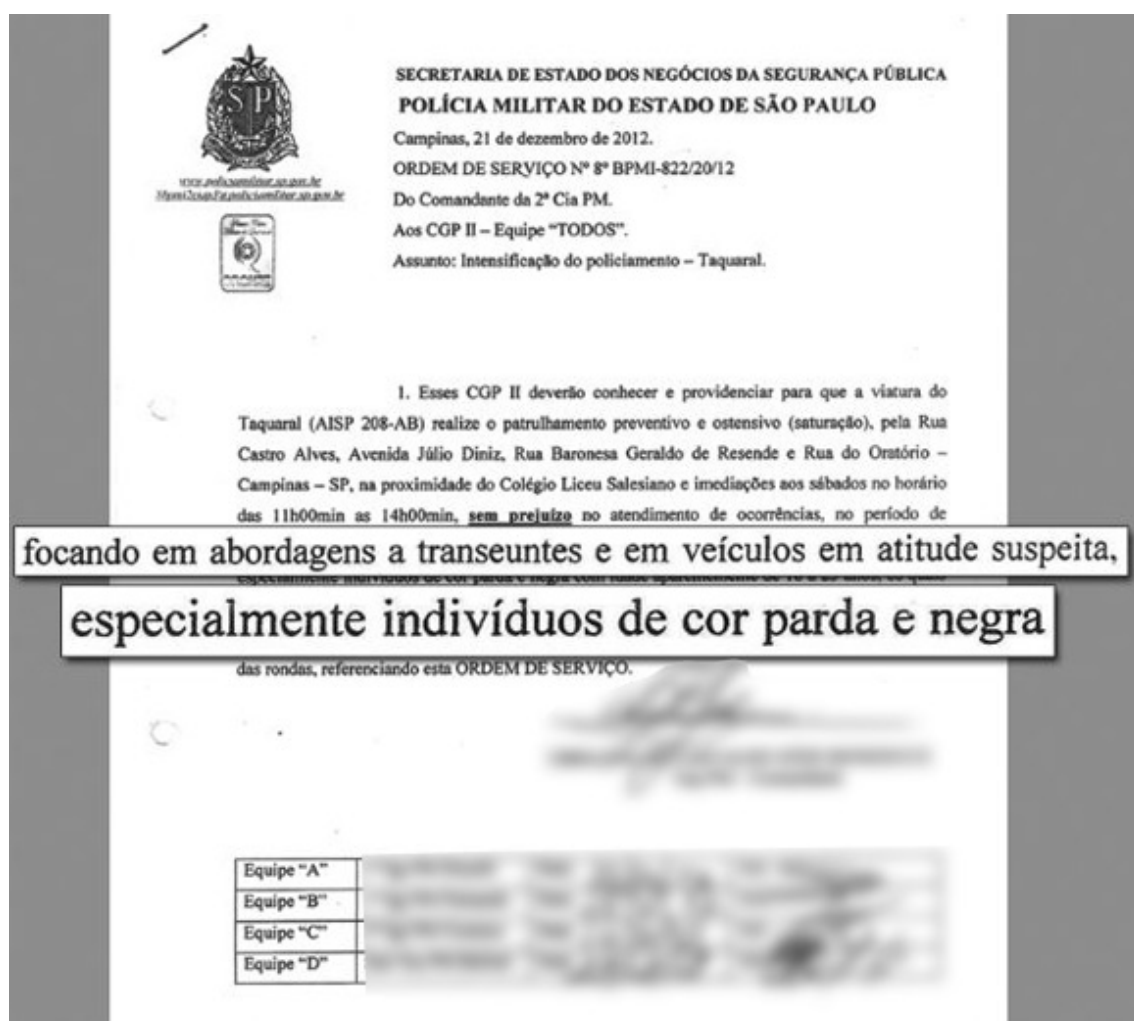 SECRETARIA DE ESTADO DOS NEGÓCIOS DA SEGURANÇA PÚBLICA
POLÍCIA MILITAR DO ESTADO DE SÃO PAULO
Campinas, 21 de dezembro de 2012.
ORDEM DE SERVIÇO Nº 8º BPMI-822/20/12
Do Comandante da 2ª Cia PM.
Aos CGP II – Equipe “TODOS”.
Assunto: Intensificação do policiamento – Taquaral.
SP
www.policiamilitar.sp.gov.br
1. Esses CGP II deverão conhecer e providenciar para que a viatura do
Taquaral (AISP 208-AB) realize o patrulhamento preventivo e ostensivo (saturação), pela Rua
Castro Alves, Avenida Júlio Diniz, Rua Baronesa Geraldo de Resende e Rua do Oratório –
Campinas – SP, na proximidade do Colégio Liceu Salesiano e imediações aos sábados no horário
das 11h00min as 14h00min, sem prejuízo no atendimento de ocorrências, no período de
focando em abordagens a transeuntes e em veículos em atitude suspeita,
especialmente indivíduos de cor parda e negra
das rondas, referenciando esta ORDEM DE SERVIÇO.
Equipe “A”
Equipe “B”
Equipe “C”
Equipe “D”